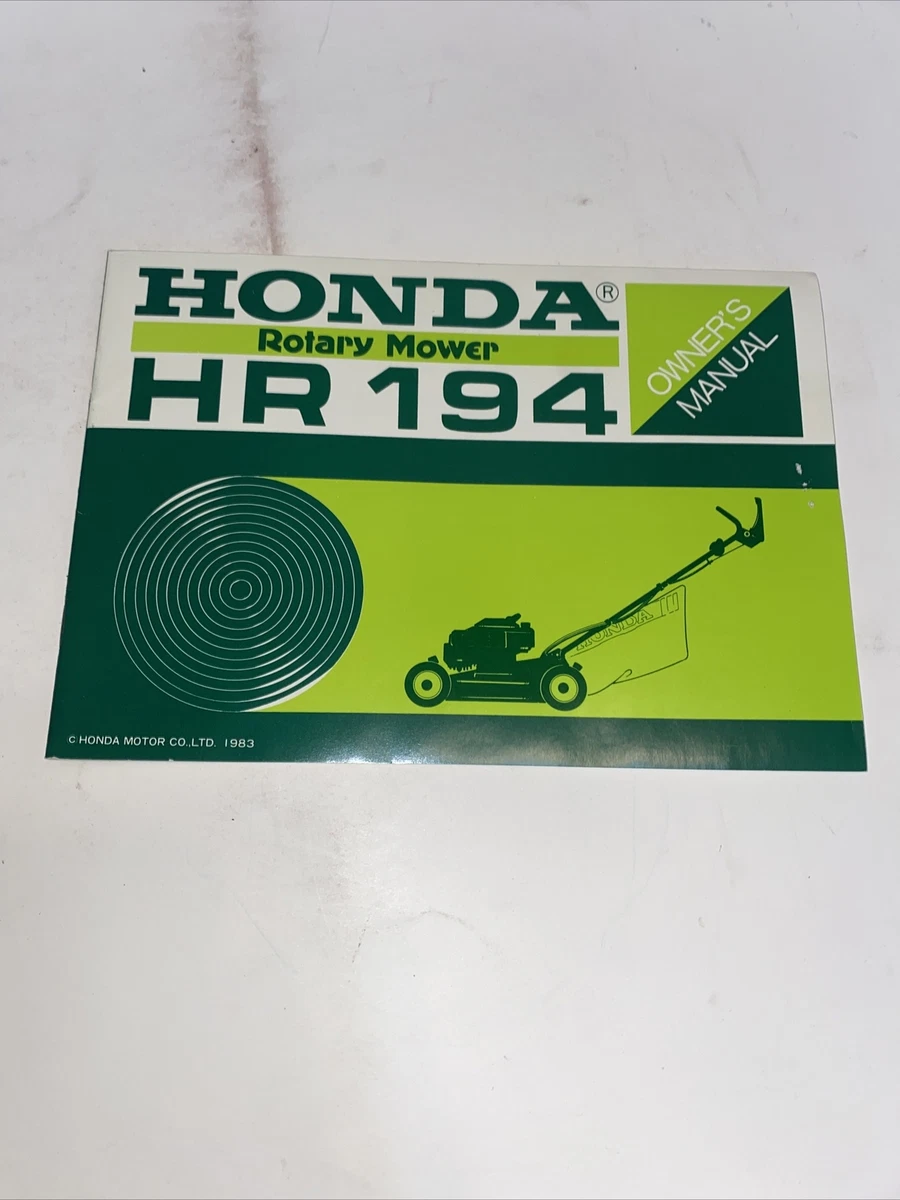 HONDA®
Rotary Mower
HR 194
OWNER'S
MANUAL
HONDA
© HONDA MOTOR CO.,LTD. 1983